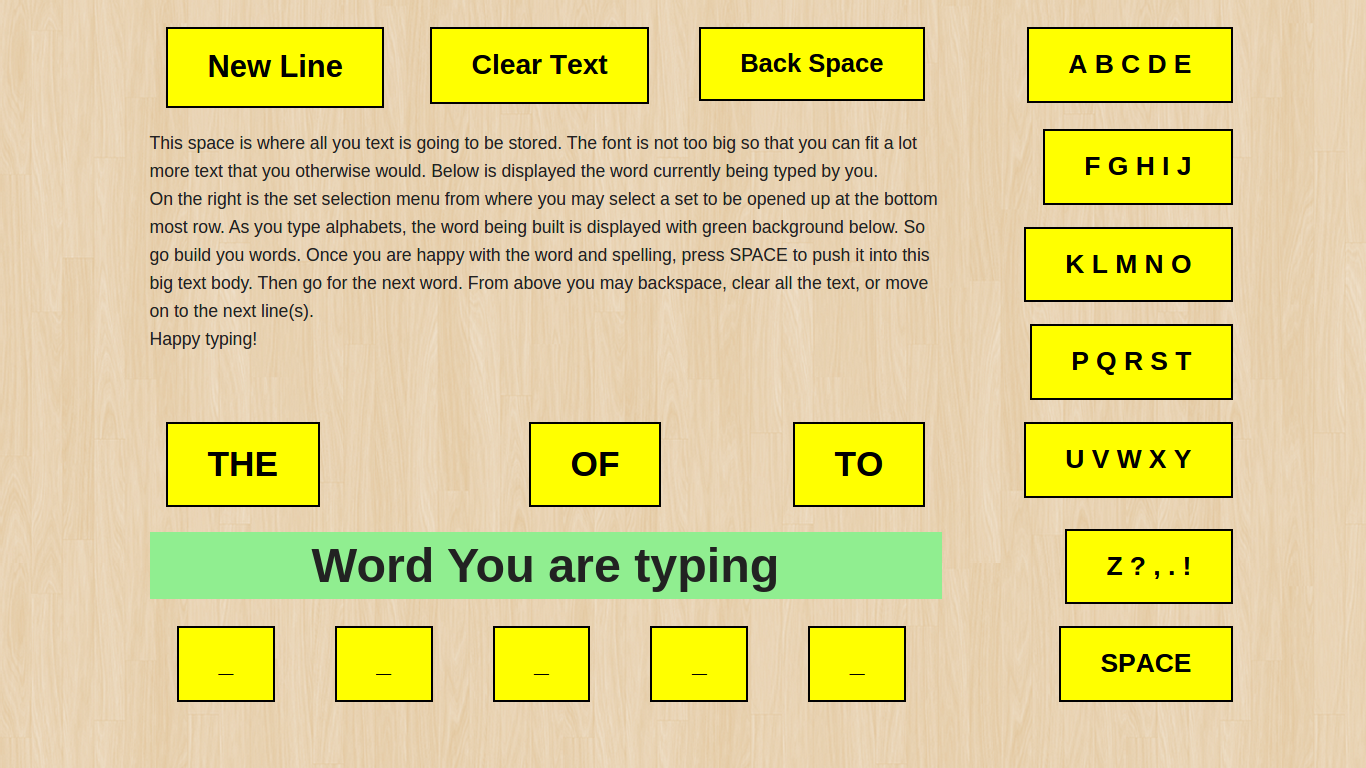 New Line
Clear Text
Back Space
A B C D E
This space is where all you text is going to be stored. The font is not too big so that you can fit a lot
more text that you otherwise would. Below is displayed the word currently being typed by you.
On the right is the set selection menu from where you may select a set to be opened up at the bottom
most row. As you type alphabets, the word being built is displayed with green background below. So
go build you words. Once you are happy with the word and spelling, press SPACE to push it into this
big text body. Then go for the next word. From above you may backspace, clear all the text, or move
on to the next line(s).
Happy typing!
F G H I J
K L M N O
P Q R S T
THE
OF
TO
U V W X Y
Word You are typing
Z ? , . !
_
_
_
_
_
SPACE